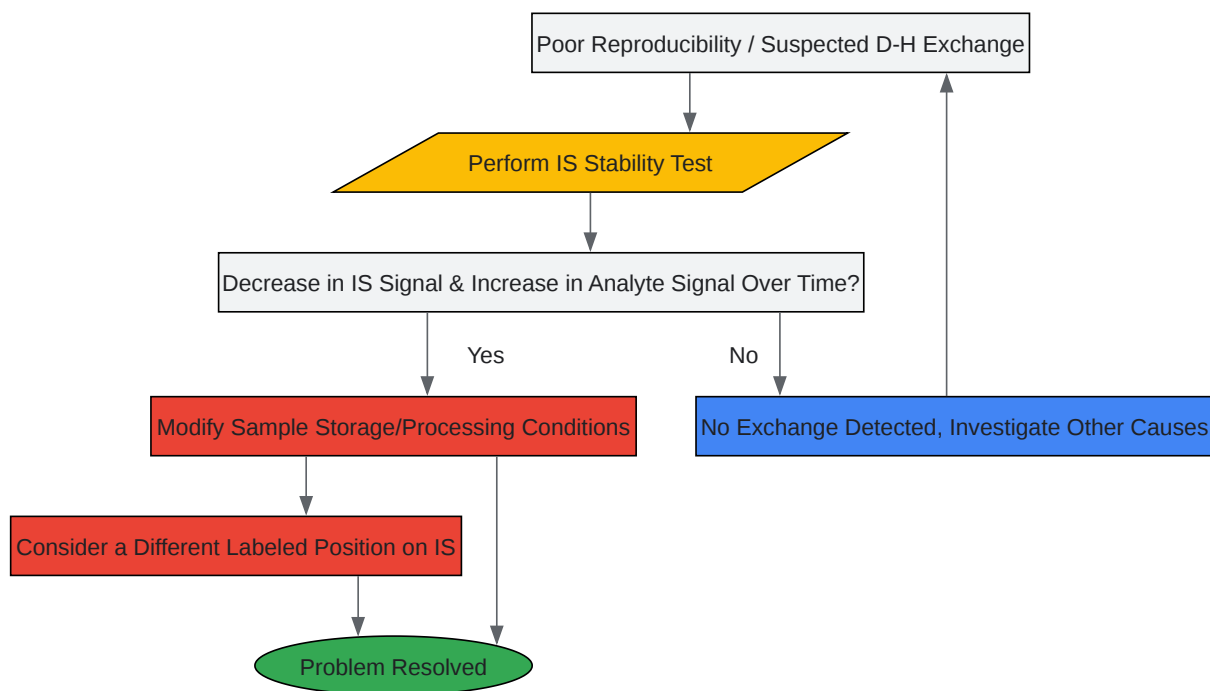 Poor Reproducibility / Suspected D-H Exchange
Perform IS Stability Test
Decrease in IS Signal & Increase in Analyte Signal Over Time?
Yes
No
Modify Sample Storage/Processing Conditions
No Exchange Detected, Investigate Other Causes
Consider a Different Labeled Position on IS
Problem Resolved